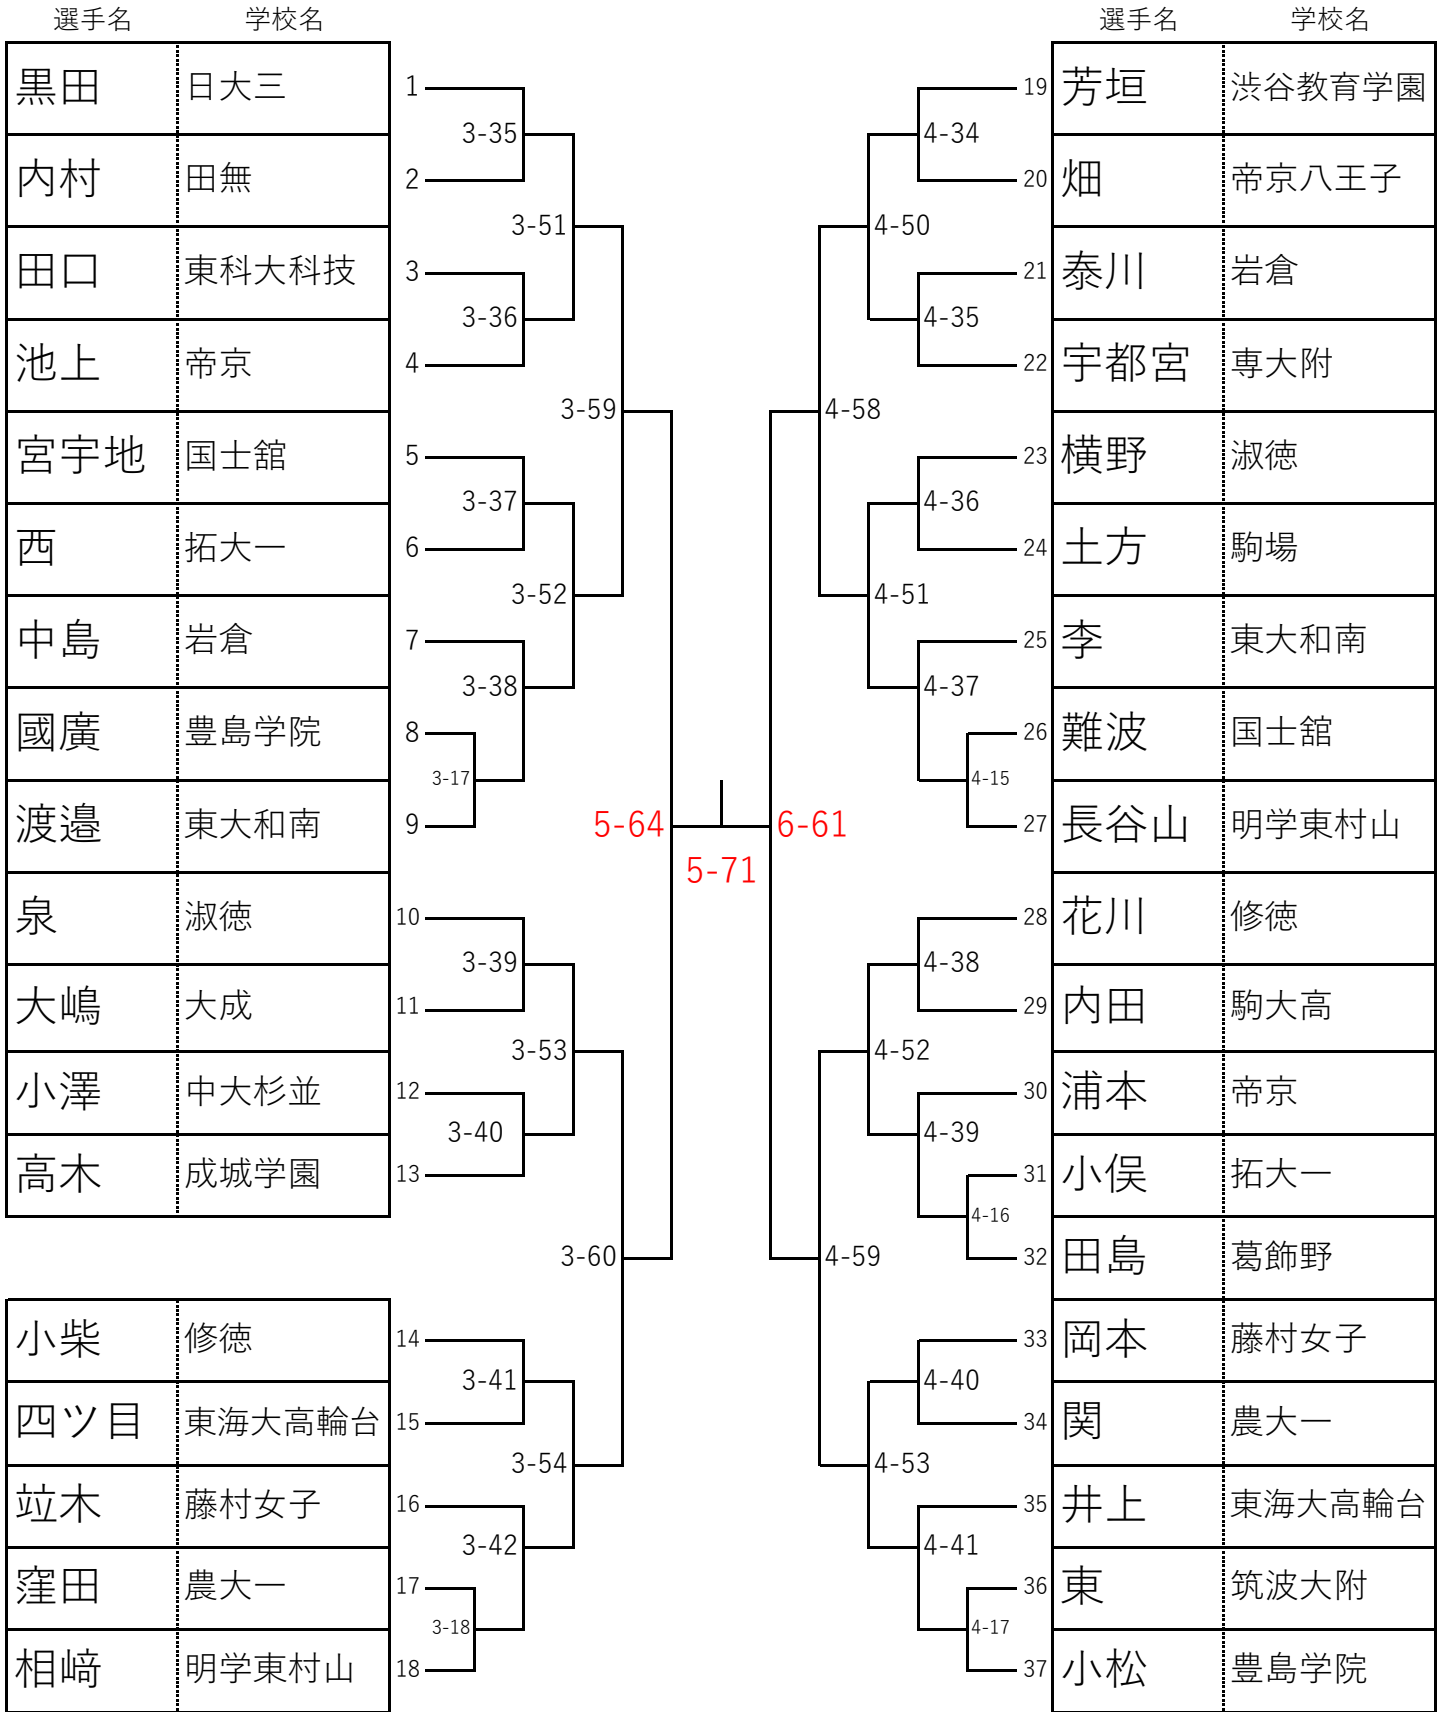 選手名 学校名
黒田 日大三 1
内村 田無 2
田口 東科大科技 3
池上 帝京 4
宮宇地 国士舘 5
西 拓大一 6
中島 岩倉 7
國廣 豊島学院 8
渡邉 東大和南 9
泉 淑徳 10
大嶋 大成 11
小澤 中大杉並 12
高木 成城学園 13
小柴 修徳 14
四ツ目 東海大高輪台 15
竝木 藤村女子 16
窪田 農大一 17
相﨑 明学東村山 18
3-35
3-36
3-37
3-38
3-17
3-39
3-40
3-41
3-42
3-18
3-51
3-52
3-53
3-54
3-59
3-60
5-64
5-71
6-61
4-58
4-59
4-50
4-51
4-52
4-53
4-34
4-35
4-36
4-37
4-15
4-38
4-39
4-16
4-40
4-41
4-17
選手名 学校名
19 芳垣 渋谷教育学園
20 畑 帝京八王子
21 泰川 岩倉
22 宇都宮 専大附
23 横野 淑徳
24 土方 駒場
25 李 東大和南
26 難波 国士舘
27 長谷山 明学東村山
28 花川 修徳
29 内田 駒大高
30 浦本 帝京
31 小俣 拓大一
32 田島 葛飾野
33 岡本 藤村女子
34 関 農大一
35 井上 東海大高輪台
36 東 筑波大附
37 小松 豊島学院